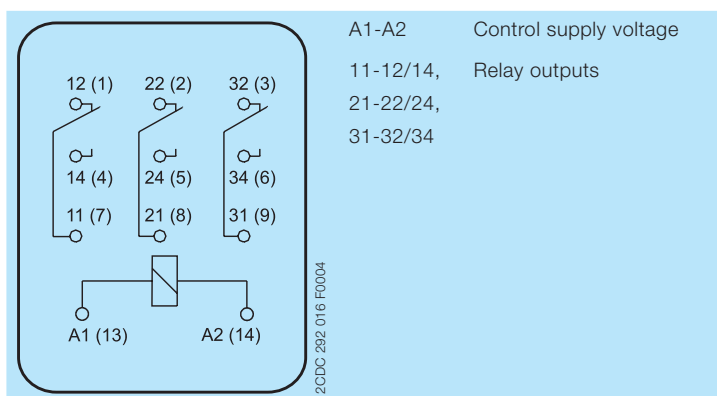 12 (1) 22 (2) 32 (3)
14 (4) 24 (5) 34 (6)
11 (7) 21 (8) 31 (9)
A1 (13) A2 (14)
2CDC 292 016 F0004
A1-A2 Control supply voltage
11-12/14, Relay outputs
21-22/24,
31-32/34